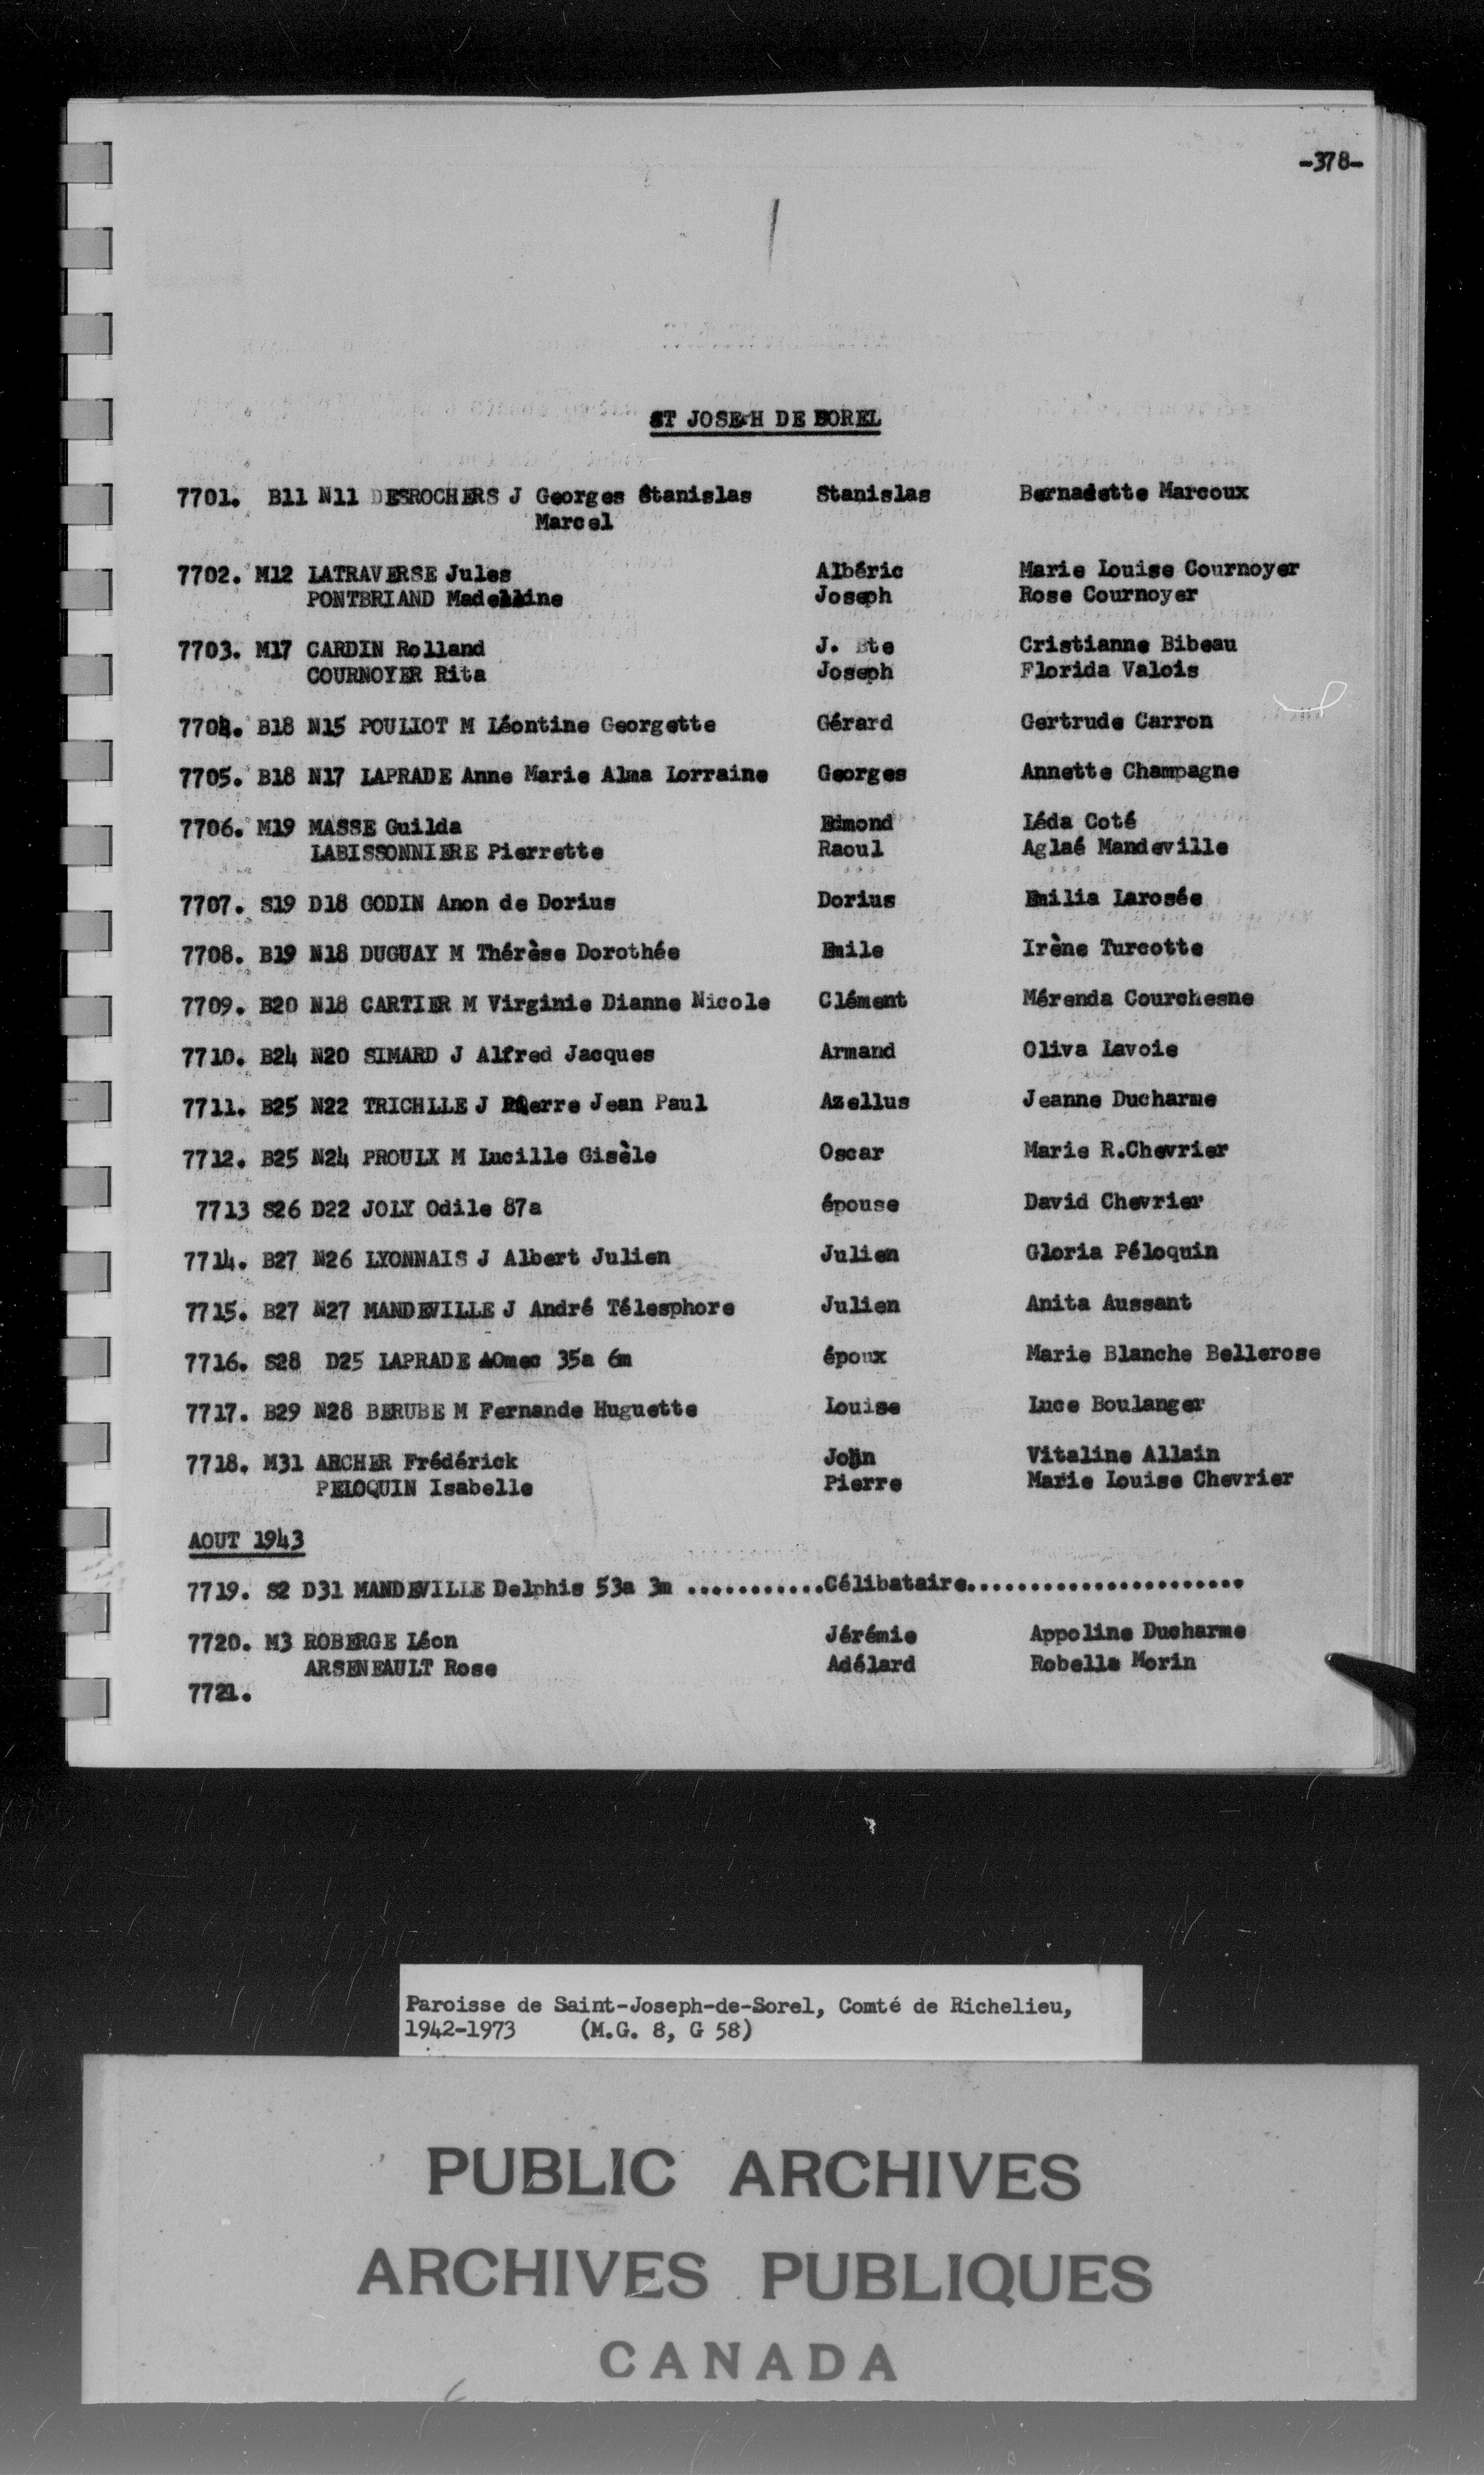 -378-
ST JOSEPH DE SOREL
7701. B11 N11 DESROCHERS J Georges Stanislas Stanislas Bernadette Marcoux
Marcel
7702. M12 LATRAVERSE Jules Albéric Marie Louise Cournoyer
PONTBRIAND Madeleine Joseph Rose Cournoyer
7703. M17 CARDIN Rolland J. Bte Cristianne Bibeau
COURNOYER Rita Joseph Florida Valois
7704. B18 N15 POULIOT M Léontine Georgette Gérard Gertrude Carron
7705. B18 N17 LAPRADE Anne Marie Alma Lorraine Georges Annette Champagne
7706. M19 MASSE Guilda Edmond Léda Coté
LABISSONNIERE Pierrette Raoul Aglaé Mandeville
7707. S19 D18 GODIN Anon de Dorius Dorius Emilia Larosée
7708. B19 N18 DUGUAY M Thérèse Dorothée Emile Irène Turcotte
7709. B20 N18 CARTIER M Virginie Dianne Nicole Clément Mérenda Courchesne
7710. B24 N20 SIMARD J Alfred Jacques Armand Oliva Lavoie
7711. B25 N22 TRICHLLE J Pierre Jean Paul Azellus Jeanne Ducharme
7712. B25 N24 PROULX M Lucille Gisèle Oscar Marie R.Chevrier
7713 S26 D22 JOLY Odile 87a épouse David Chevrier
7714. B27 N26 LYONNAIS J Albert Julien Julien Gloria Péloquin
7715. B27 N27 MANDEVILLE J André Télesphore Julien Anita Aussant
7716. S28 D25 LAPRADE 35a 6m époux Marie Blanche Bellerose
7717. B29 N28 BERUBE M Fernande Huguette Louise Luce Boulanger
7718. M31 ARCHER Frédérick John Vitaline Allain
PELOQUIN Isabelle Pierre Marie Louise Chevrier
AOUT 1943
7719. S2 D31 MANDEVILLE Delphis 53a 3m ...........Célibataire......................
7720. M3 ROBERGE Léon Jérémie Appoline Ducharme
ARSENEAULT Rose Adélard Robella Morin
7721.
Paroisse de Saint-Joseph-de-Sorel, Comté de Richelieu,
1942-1973 (M.G. 8, G 58)
PUBLIC ARCHIVES
ARCHIVES PUBLIQUES
CANADA